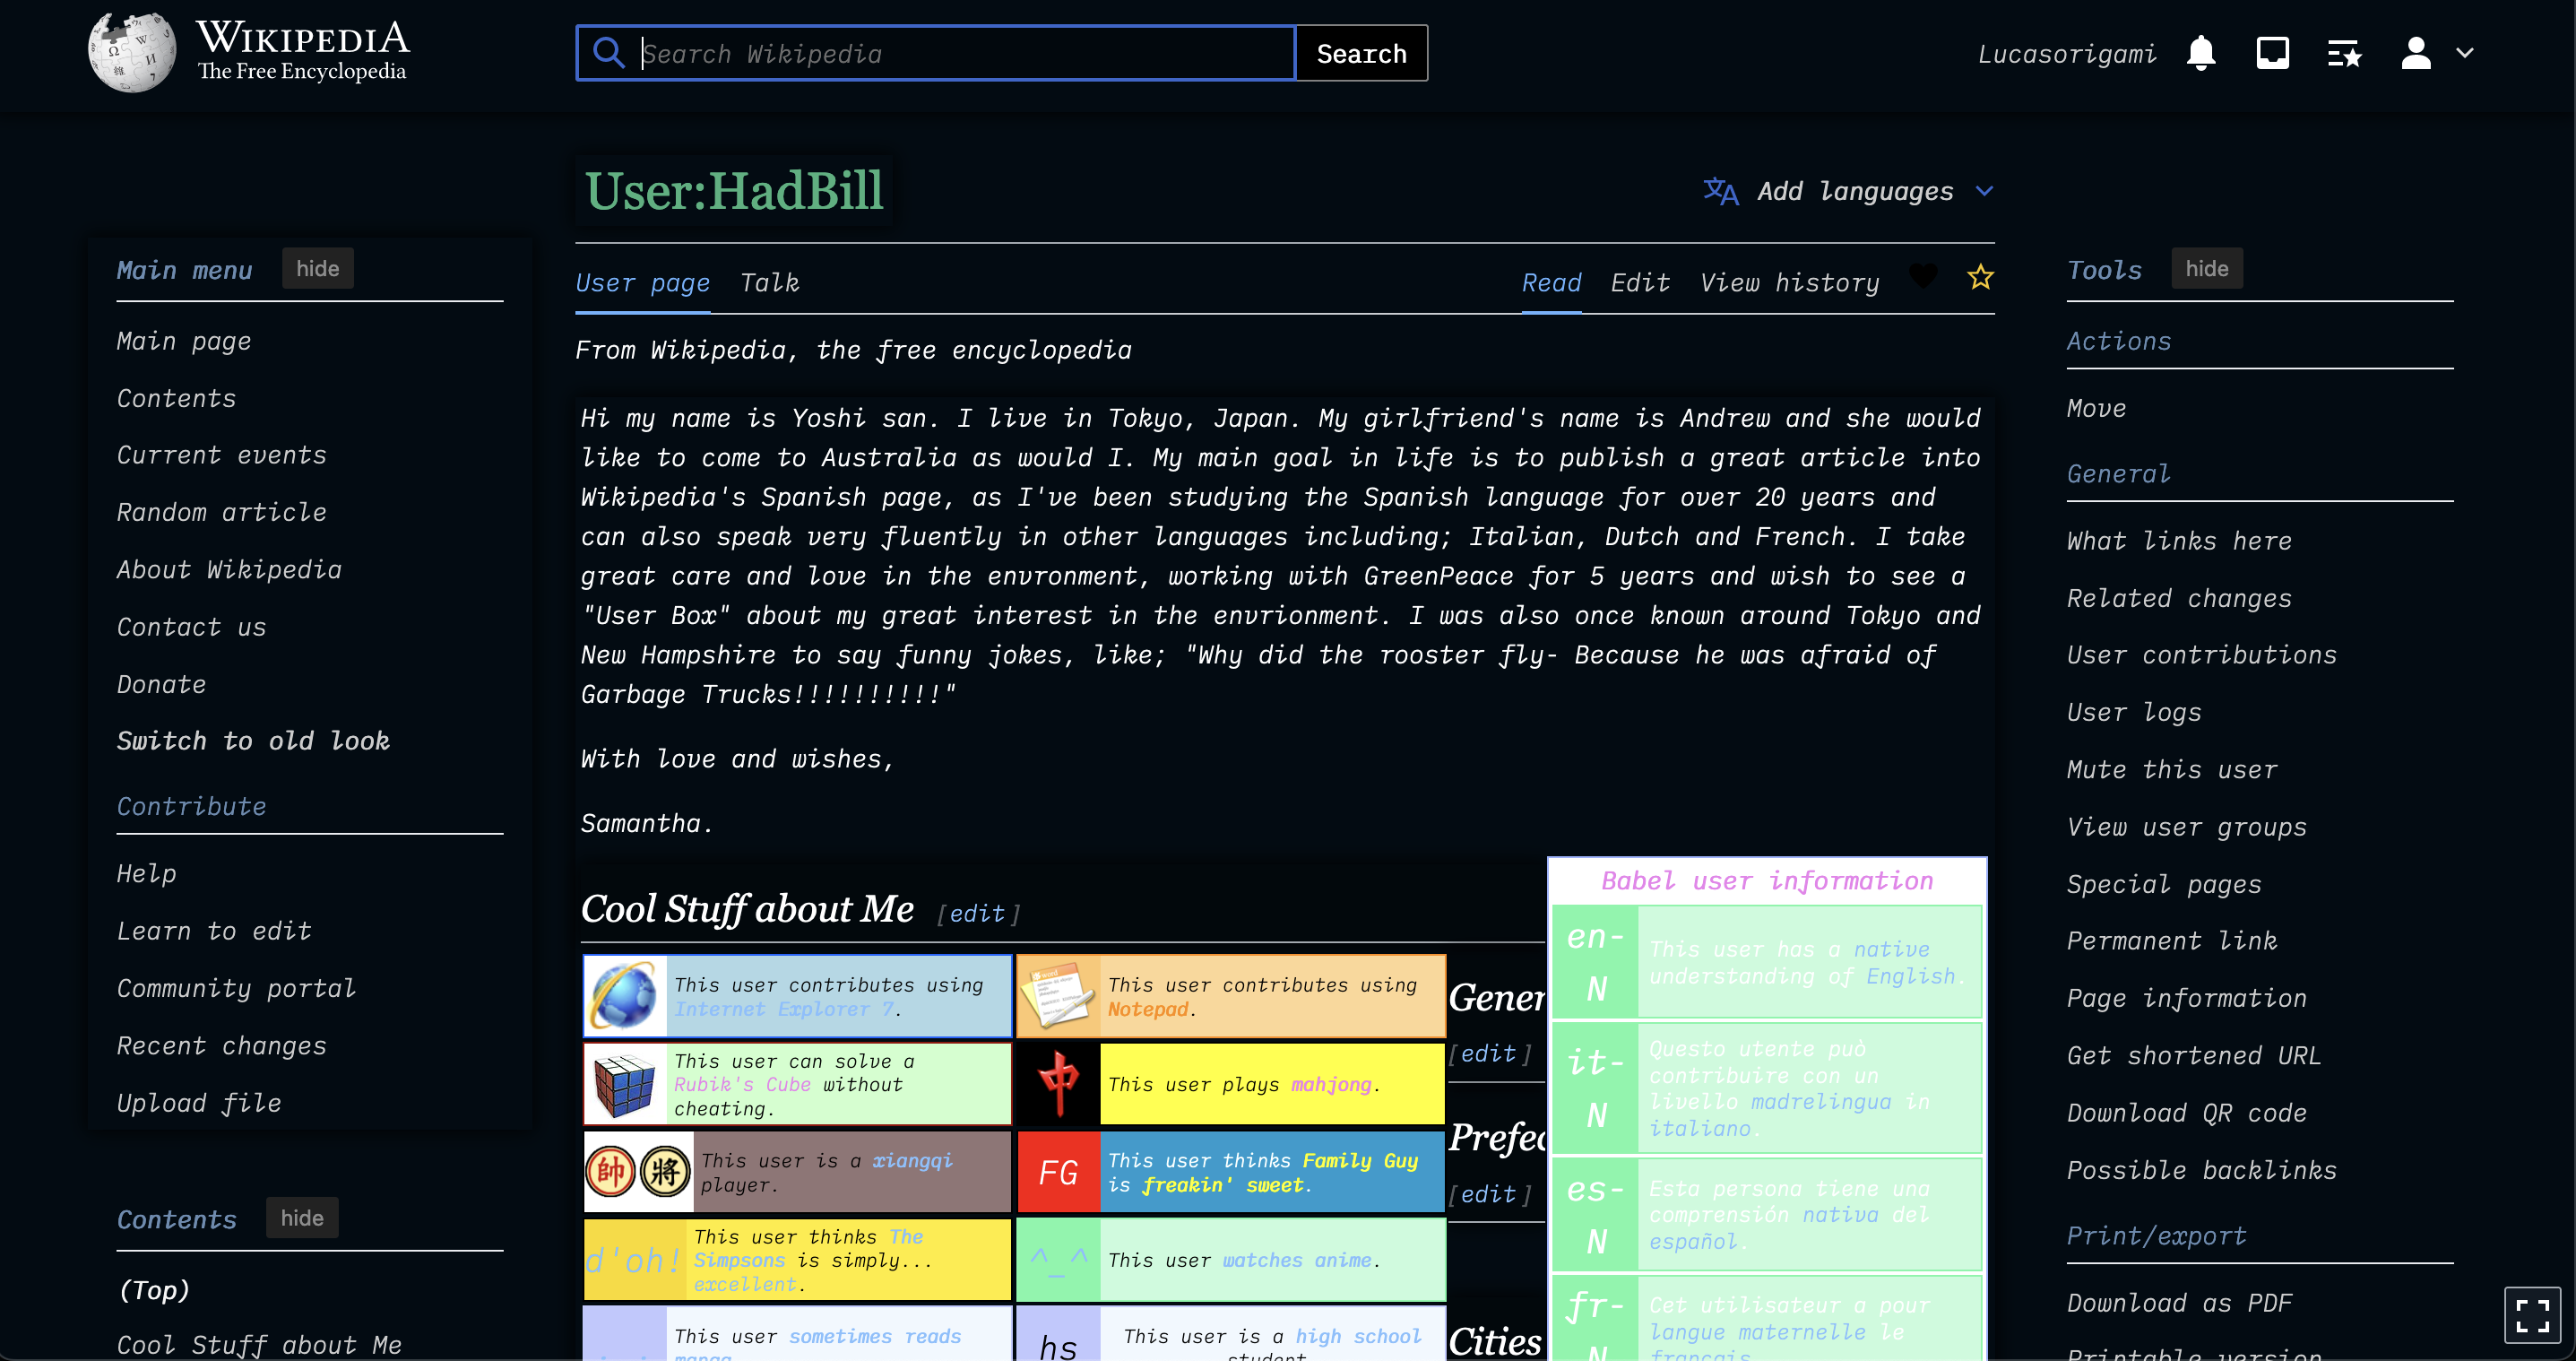 WIKIPEDIA
The Free Encyclopedia
Search Wikipedia
Search
Lucasorigami
User:HadBill
Add languages
Main menu
hide
Main page
Contents
Current events
Random article
About Wikipedia
Contact us
Donate
Switch to old look
Contribute
Help
Learn to edit
Community portal
Recent changes
Upload file
Contents
hide
(Top)
Cool Stuff about Me
User page
Talk
Read
Edit
View history
From Wikipedia, the free encyclopedia
Hi my name is Yoshi san. I live in Tokyo, Japan. My girlfriend's name is Andrew and she would
like to come to Australia as would I. My main goal in life is to publish a great article into
Wikipedia's Spanish page, as I've been studying the Spanish language for over 20 years and
can also speak very fluently in other languages including; Italian, Dutch and French. I take
great care and love in the envronment, working with GreenPeace for 5 years and wish to see a
"User Box" about my great interest in the envrionment. I was also once known around Tokyo and
New Hampshire to say funny jokes, like; "Why did the rooster fly- Because he was afraid of
Garbage Trucks!!!!!!!!!!"
With love and wishes,
Samantha.
Cool Stuff about Me [edit]
This user contributes using
Internet Explorer 7.
This user contributes using
Notepad.
This user can solve a
Rubik's Cube without
cheating.
中
This user plays mahjong.
帥 將
This user is a xiangqi
player.
FG
This user thinks Family Guy
is freakin' sweet.
d'oh!
This user thinks The
Simpsons is simply...
excellent.
^_^
This user watches anime.
This user sometimes reads
manga
hs
This user is a high school
student
Gener
[edit]
Prefec
[edit]
Cities
Babel user information
en-
N
This user has a native
understanding of English.
it-
N
Questo utente può
contribuire con un
livello madrelingua in
italiano.
es-
N
Esta persona tiene una
comprensión nativa del
español.
fr-
N
Cet utilisateur a pour
langue maternelle le
français
Tools
hide
Actions
Move
General
What links here
Related changes
User contributions
User logs
Mute this user
View user groups
Special pages
Permanent link
Page information
Get shortened URL
Download QR code
Possible backlinks
Print/export
Download as PDF
Printable version